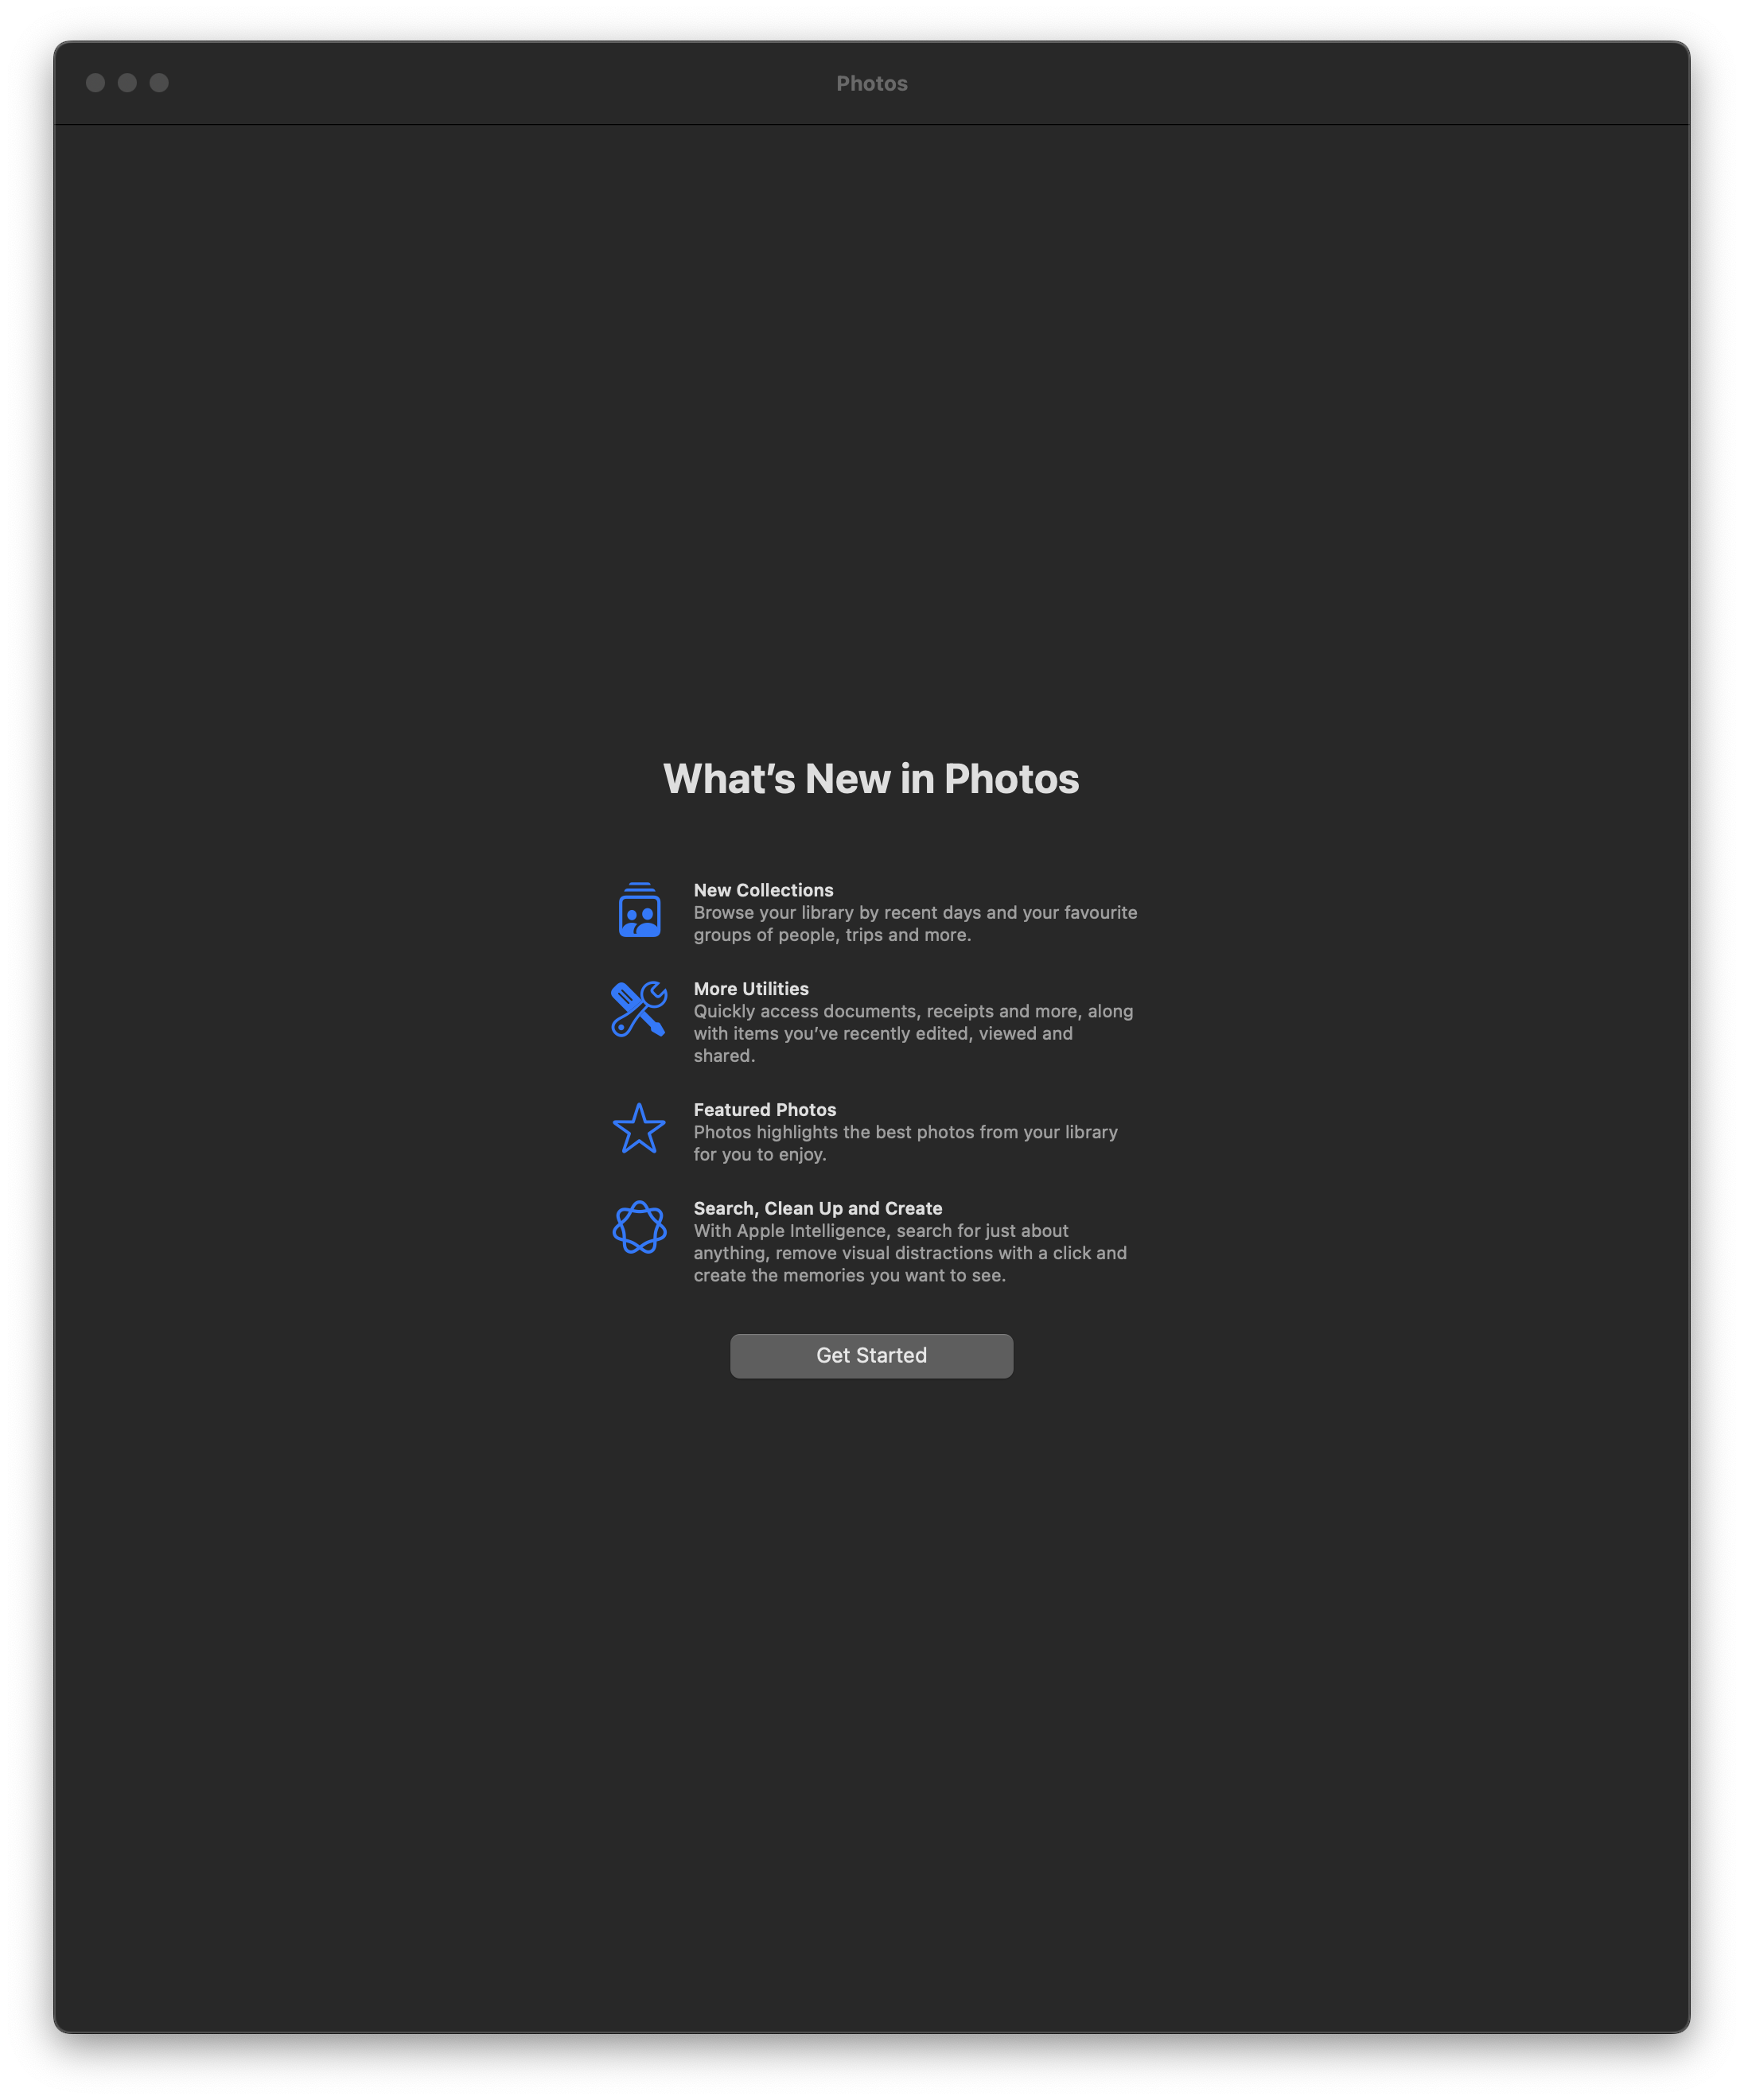 Photos
What’s New in Photos
New Collections
Browse your library by recent days and your favourite
groups of people, trips and more.
More Utilities
Quickly access documents, receipts and more, along
with items you’ve recently edited, viewed and
shared.
Featured Photos
Photos highlights the best photos from your library
for you to enjoy.
Search, Clean Up and Create
With Apple Intelligence, search for just about
anything, remove visual distractions with a click and
create the memories you want to see.
Get Started